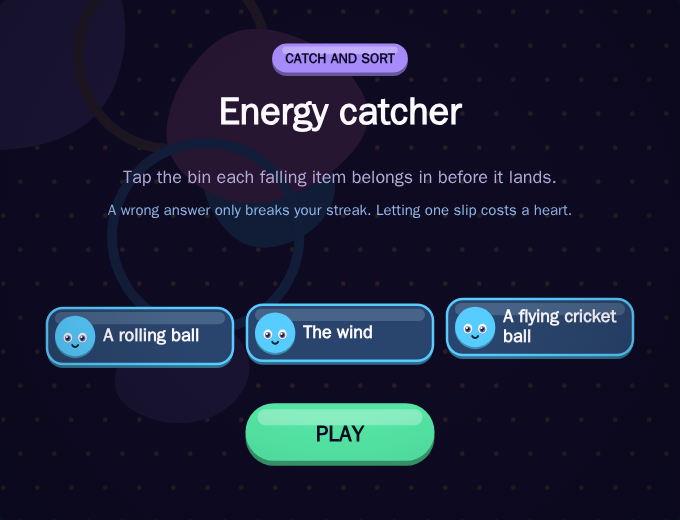 CATCH AND SORT
Energy catcher
Tap the bin each falling item belongs in before it lands.
A wrong answer only breaks your streak. Letting one slip costs a heart.
A rolling ball
The wind
A flying cricket
ball
PLAY